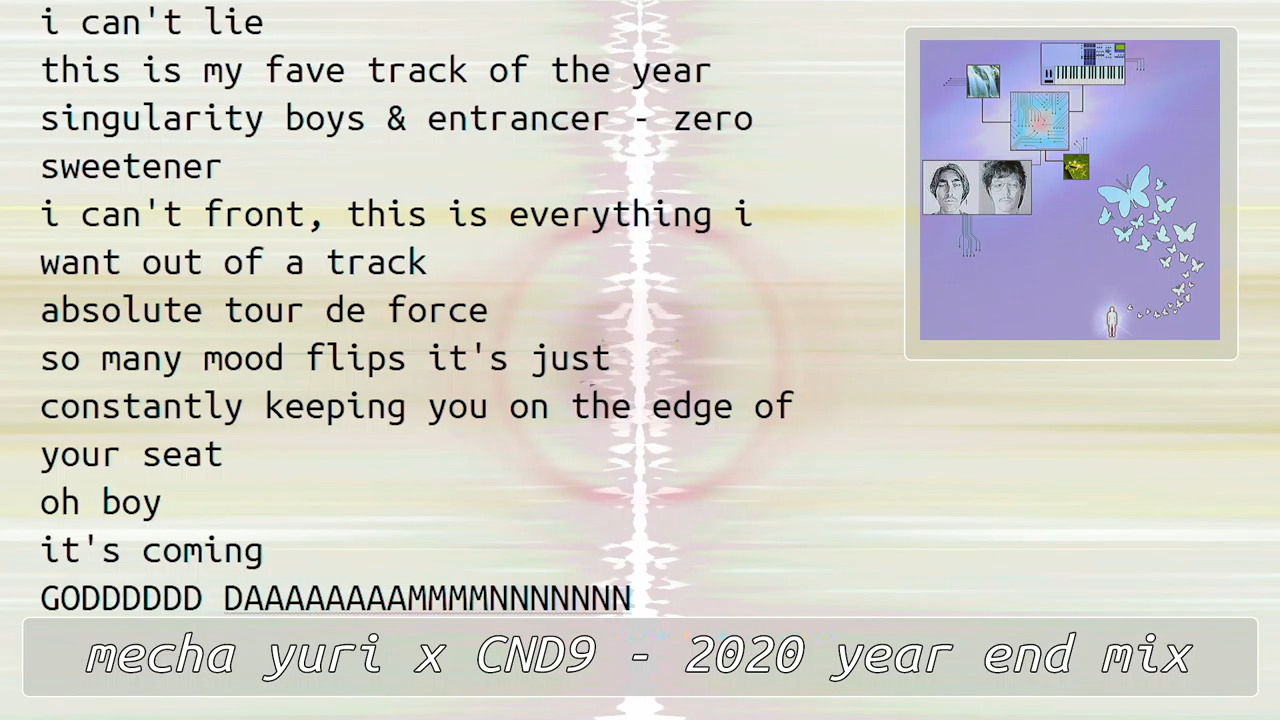 i can't lie
this is my fave track of the year
singularity boys & entrancer - zero
sweetener
i can't front, this is everything i
want out of a track
absolute tour de force
so many mood flips it's just
constantly keeping you on the edge of
your seat
oh boy
it's coming
GODDDDDD DAAAAAAAAMMMMNNNNNNN
mecha yuri x CND9 - 2020 year end mix